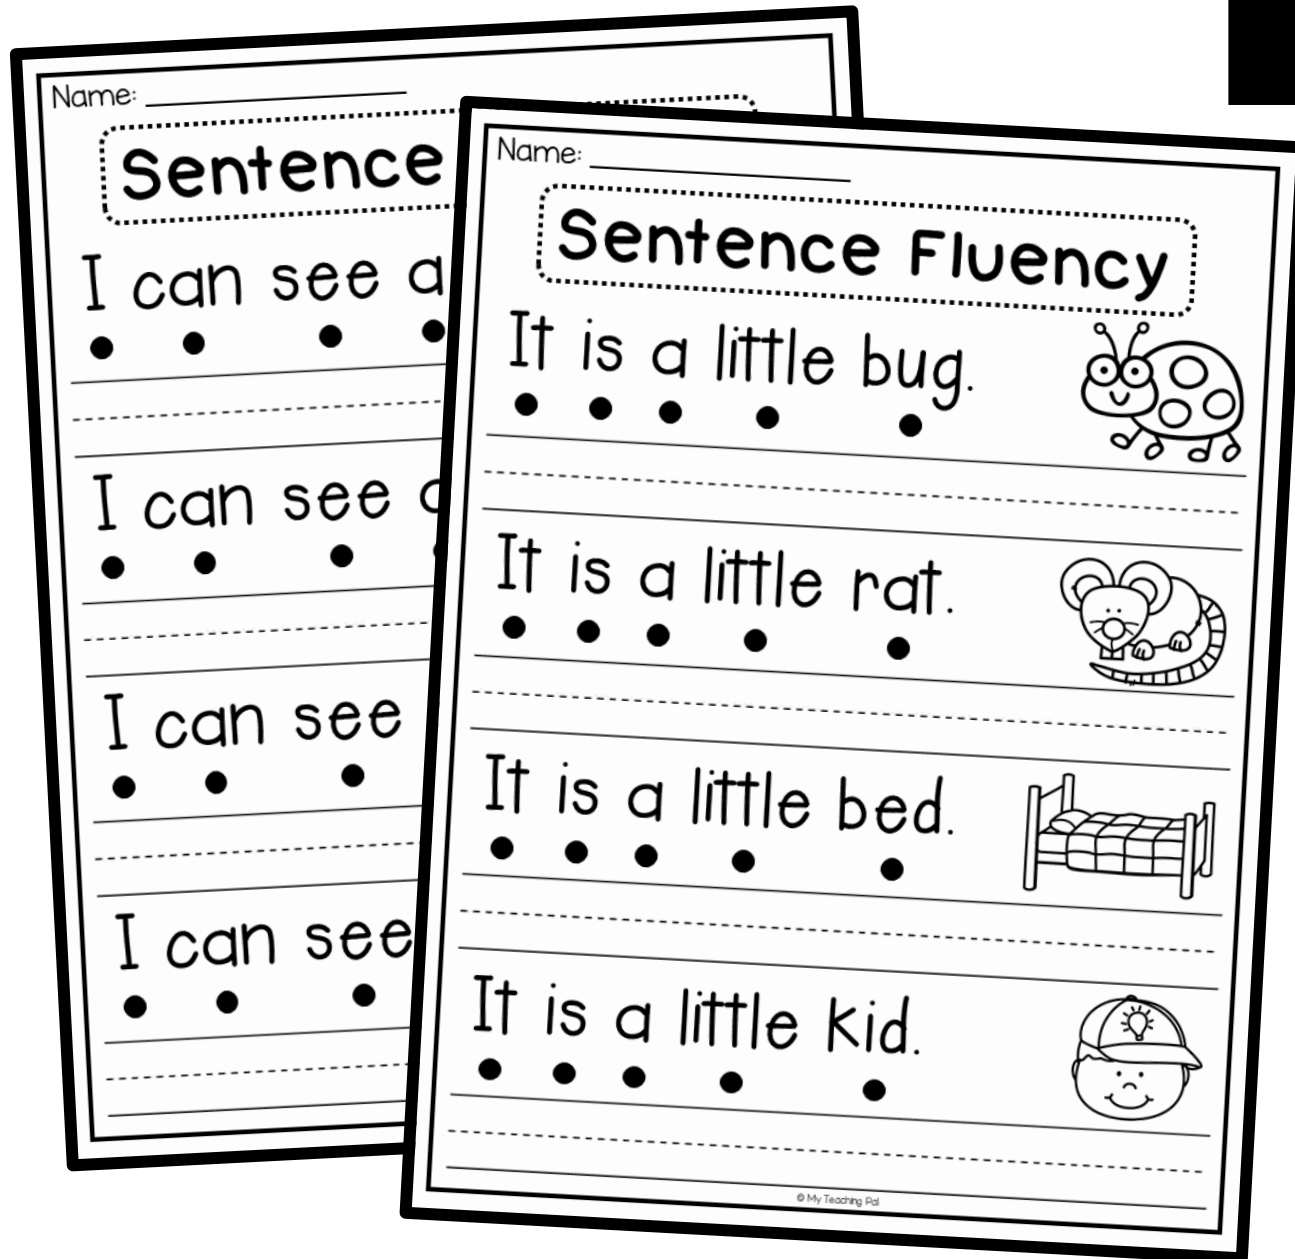 Name:
Sentence
I can see a
I can see
I can see
I can see
Name:
Sentence Fluency
It is a little bug.
It is a little rat.
It is a little bed.
It is a little kid.
© My Teaching Pal